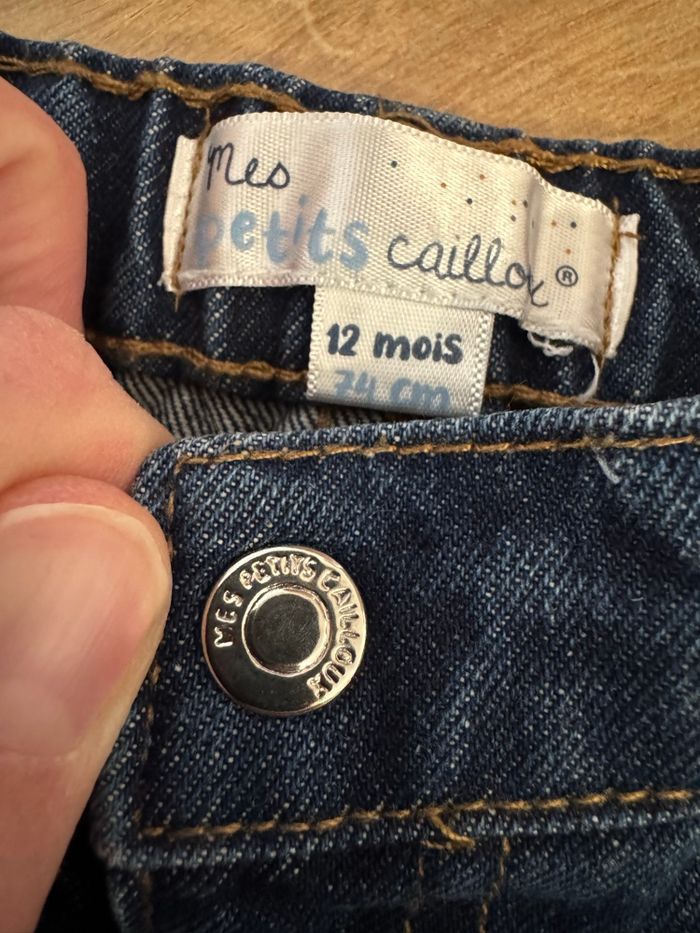 Mes
petits cailloux®
12 mois
74 cm
MES PETITS CAILLOUX